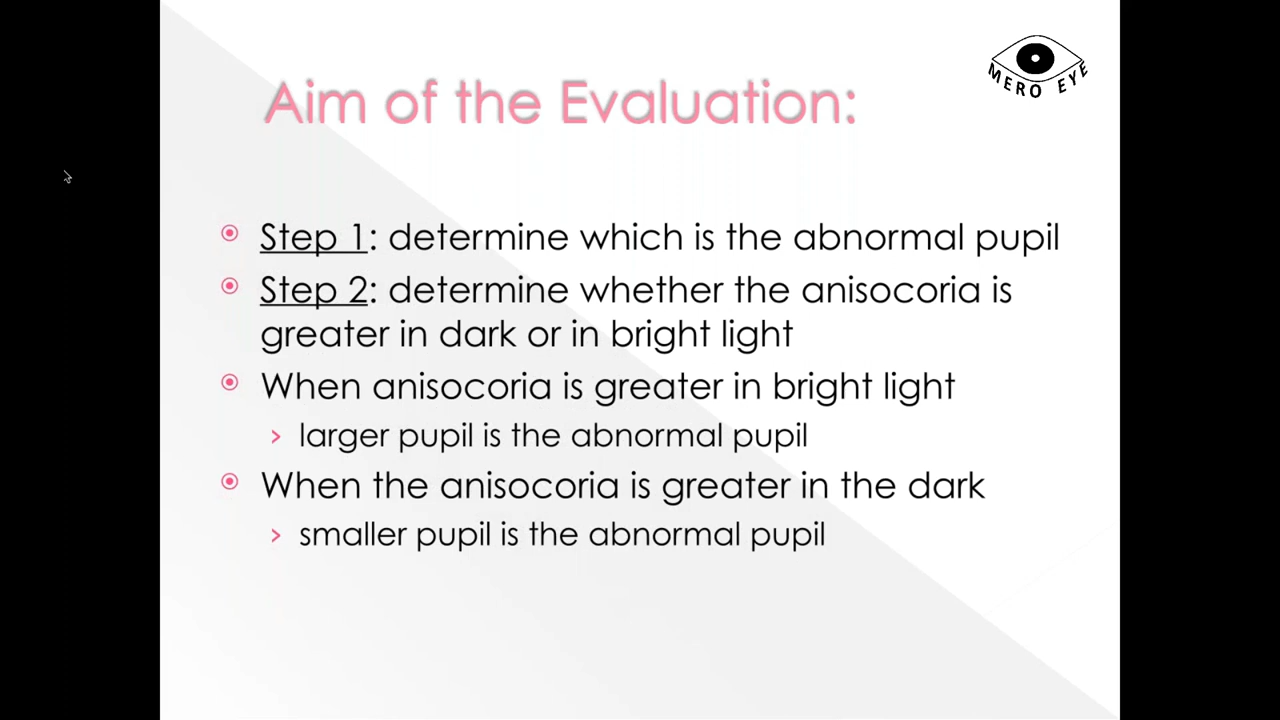 MERO EYE
Aim of the Evaluation:
Step 1: determine which is the abnormal pupil
Step 2: determine whether the anisocoria is
greater in dark or in bright light
When anisocoria is greater in bright light
larger pupil is the abnormal pupil
When the anisocoria is greater in the dark
smaller pupil is the abnormal pupil